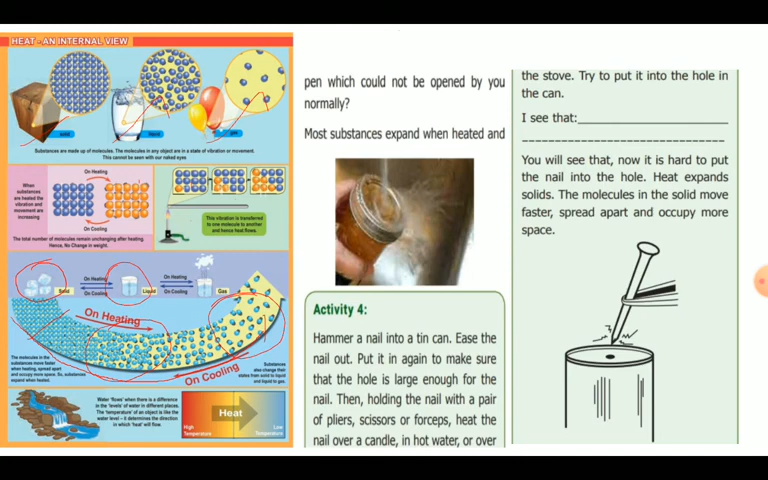 HEAT - AN INTERNAL VIEW
solid
liquid
gas
Substances are made up of molecules. The molecules in any object are in a state of vibration or movement.
This cannot be seen with our naked eyes
When
substances
are heated the
vibration and
movement are
increasing
On Heating
On Cooling
The total number of molecules remain unchanging after heating.
Hence, No Change in weight.
This vibration is transferred
to one molecule to another
and hence heat flows.
Solid
On Heating
On Cooling
Liquid
On Heating
On Cooling
Gas
On Heating
On Cooling
The molecules in the
substances move faster
when heating, spread apart
and occupy more space. So, substances
expand when heated.
Substances
also change their
states from solid to liquid
and liquid to gas.
Water 'flows' when there is a difference
in the 'levels' of water in different places.
The 'temperature' of an object is like the
water level – it determines the direction
in which 'heat' will flow.
Heat
High
Temperature
Low
Temperature
pen which could not be opened by you
normally?
Most substances expand when heated and
Activity 4:
Hammer a nail into a tin can. Ease
the nail out. Put it in again to make sure
that the hole is large enough for the
nail. Then, holding the nail with a pair
of pliers, scissors or forceps, heat the
nail over a candle, in hot water, or over
the stove. Try to put it into the hole in
the can.
I see that:
You will see that, now it is hard to put
the nail into the hole. Heat expands
solids. The molecules in the solid move
faster, spread apart and occupy more
space.